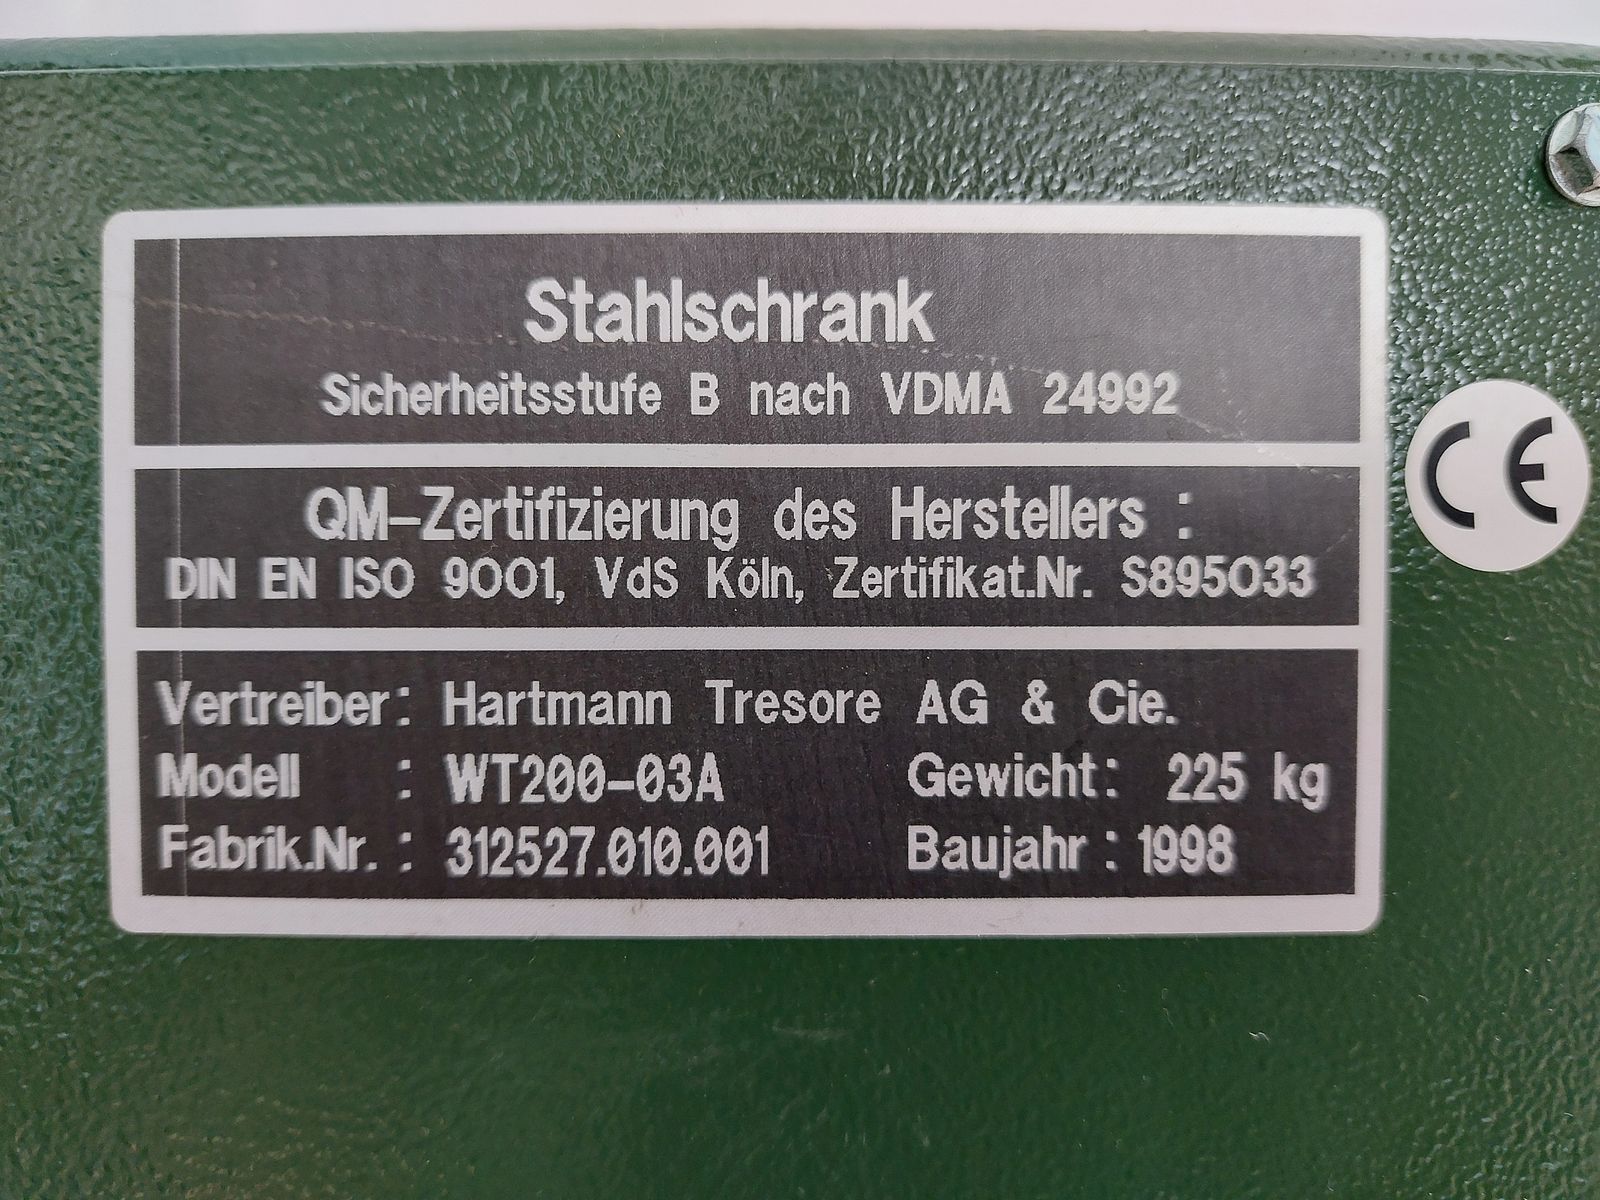 Stahlschrank
Sicherheitsstufe B nach VDMA 24992
QM-Zertifizierung des Herstellers :
DIN EN ISO 9001, VdS Köln, Zertifikat.Nr. S895033
Vertreiber: Hartmann Tresore AG & Cie.
Modell : WT200-03A Gewicht: 225 kg
Fabrik.Nr. : 312527.010.001 Baujahr : 1998
CE